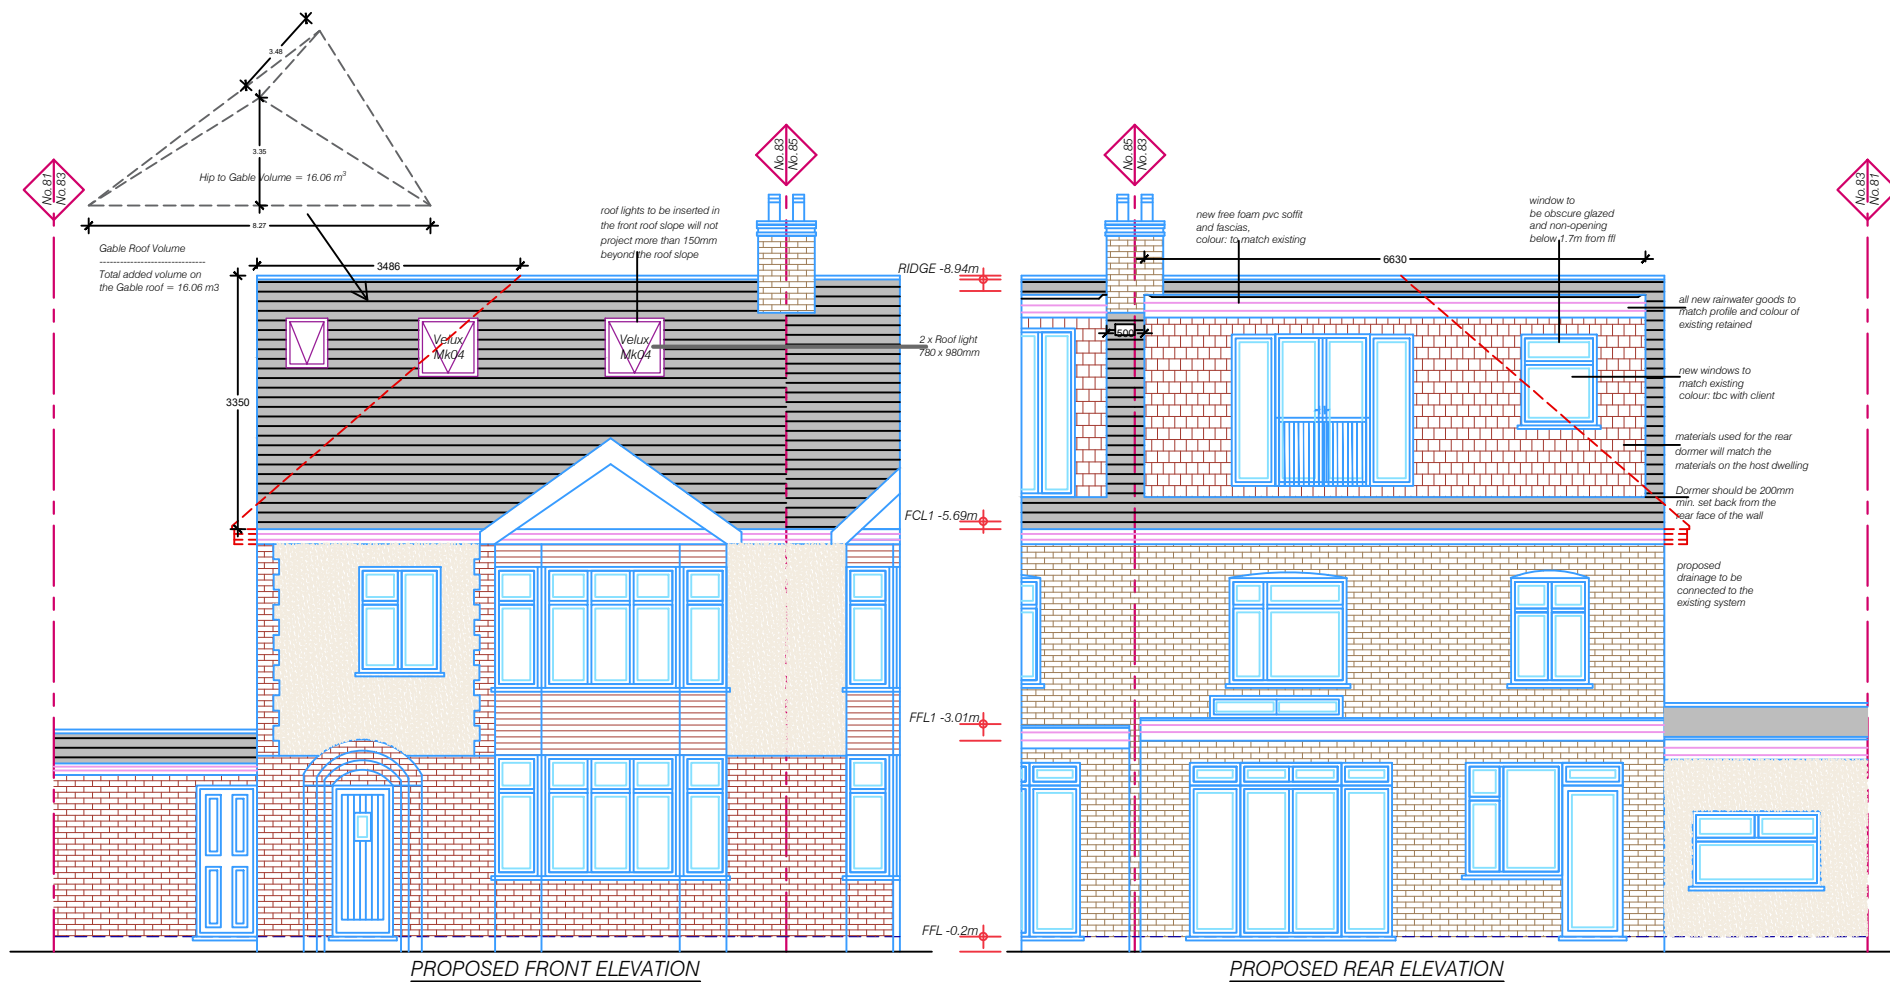 3.48
3.35
Hip to Gable Volume = 16.06 m³
8.27
Gable Roof Volume
------------------------------
Total added volume on
the Gable roof = 16.06 m3
No.81
No.83
3486
3350
roof lights to be inserted in
the front roof slope will not
project more than 150mm
beyond the roof slope
No.83
No.85
Velux
Mk04
Velux
Mk04
2 x Roof light
780 x 980mm
RIDGE -8.94m
FCL1 -5.69m
FFL1 -3.01m
FFL -0.2m
PROPOSED FRONT ELEVATION
No.85
No.83
new free foam pvc soffit
and fascias,
colour: to match existing
window to
be obscure glazed
and non-opening
below 1.7m from ffl
6630
500
No.83
No.81
all new rainwater goods to
match profile and colour of
existing retained
new windows to
match existing
colour: tbc with client
materials used for the rear
dormer will match the
materials on the host dwelling
Dormer should be 200mm
min. set back from the
rear face of the wall
proposed
drainage to be
connected to the
existing system
PROPOSED REAR ELEVATION